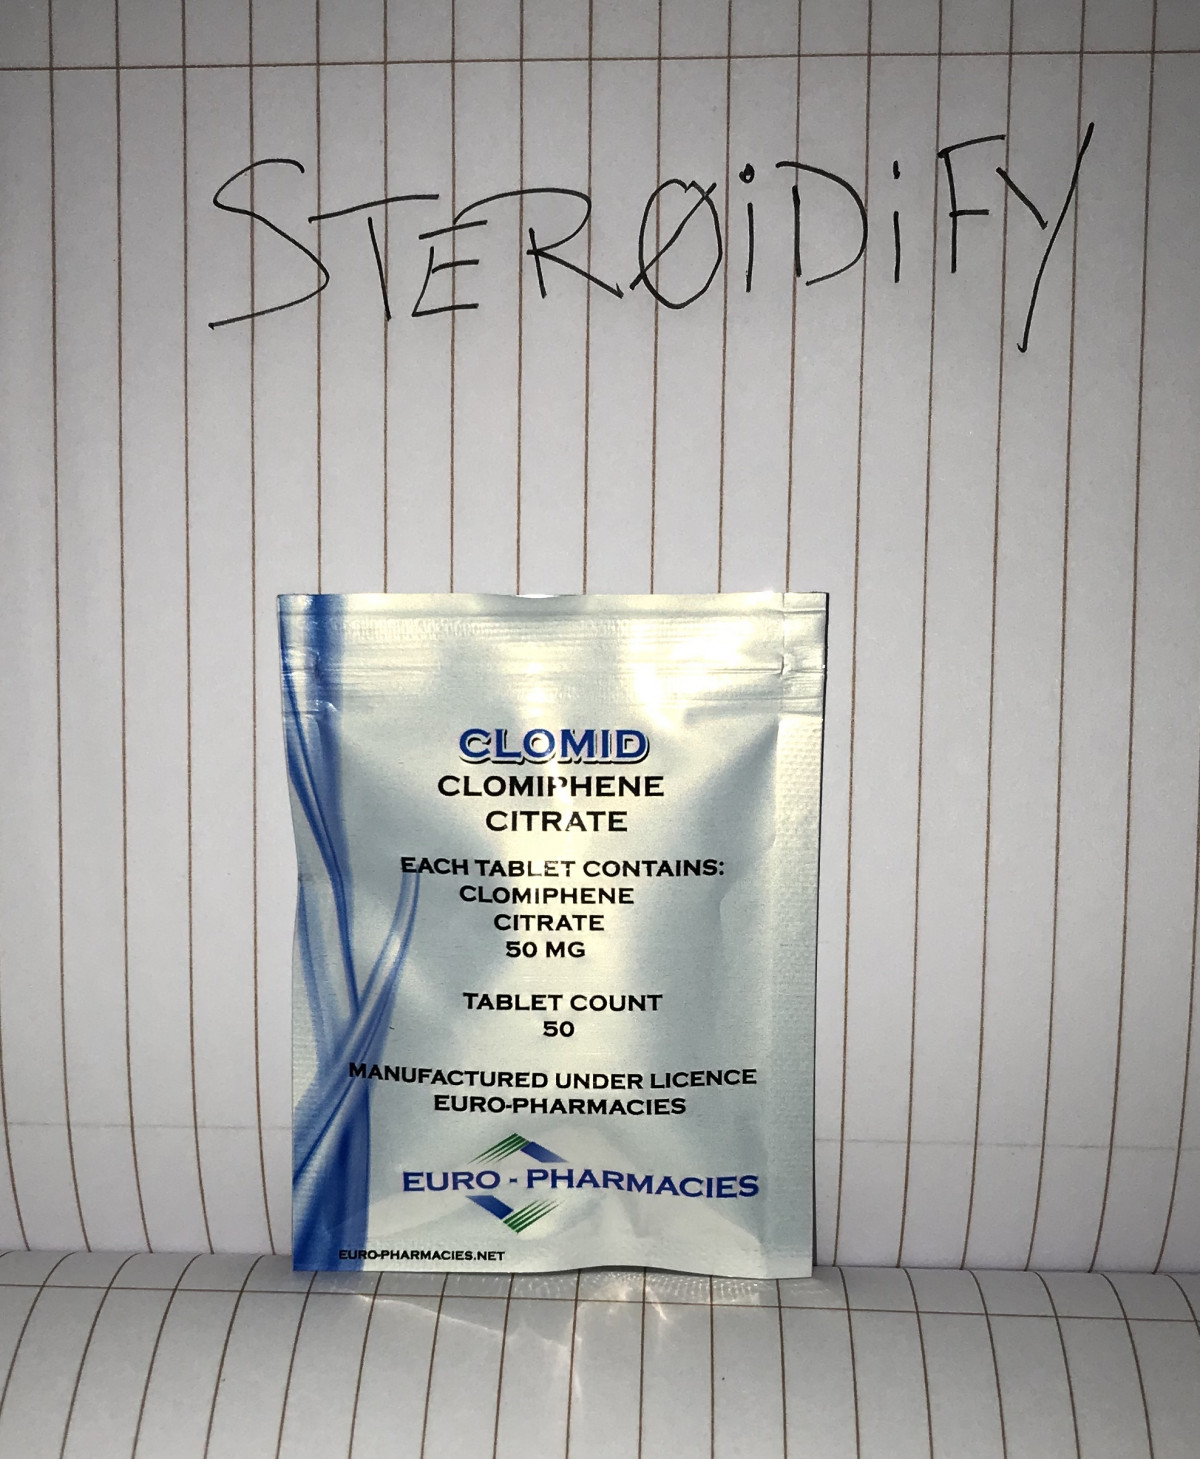 STERØiDiFY
CLOMID
CLOMIPHENE
CITRATE
EACH TABLET CONTAINS:
CLOMIPHENE
CITRATE
50 MG
TABLET COUNT
50
MANUFACTURED UNDER LICENCE
EURO-PHARMACIES
EURO - PHARMACIES
EURO-PHARMACIES.NET